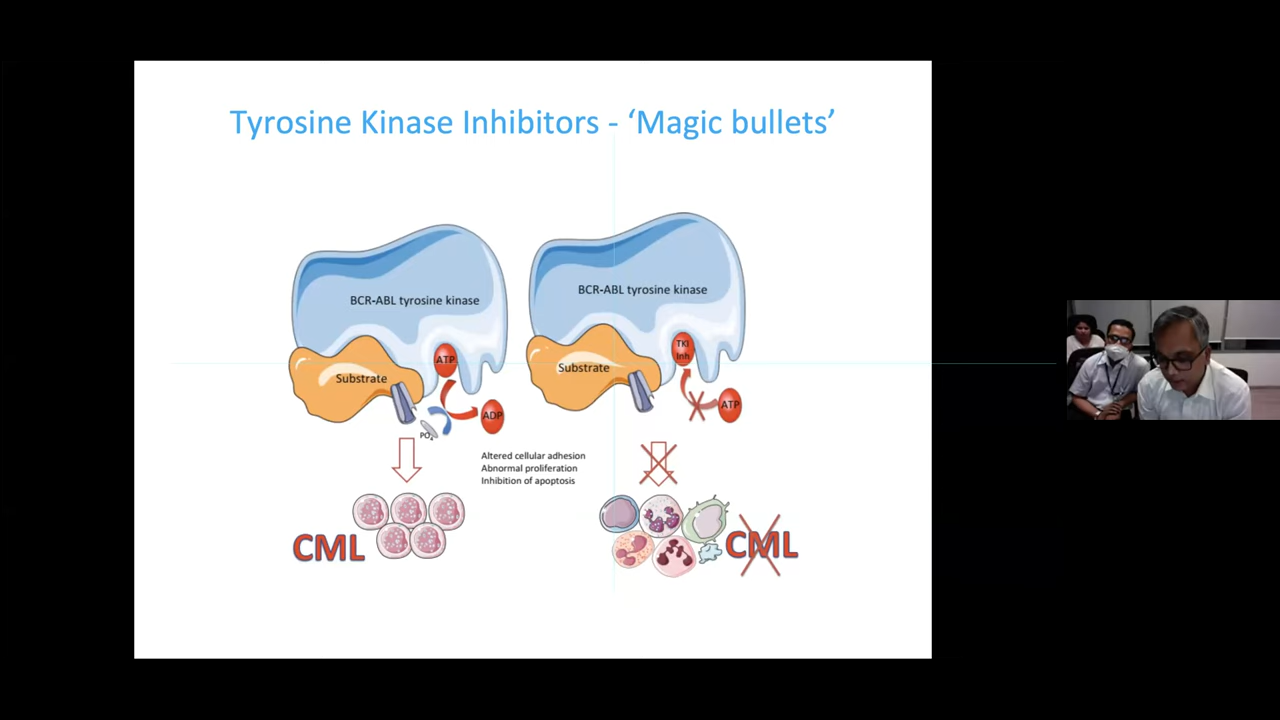 Tyrosine Kinase Inhibitors - ‘Magic bullets’
BCR-ABL tyrosine kinase
ATP
Substrate
ADP
PO4
CML
Altered cellular adhesion
Abnormal proliferation
Inhibition of apoptosis
BCR-ABL tyrosine kinase
TKI
Inh
Substrate
ATP
CML